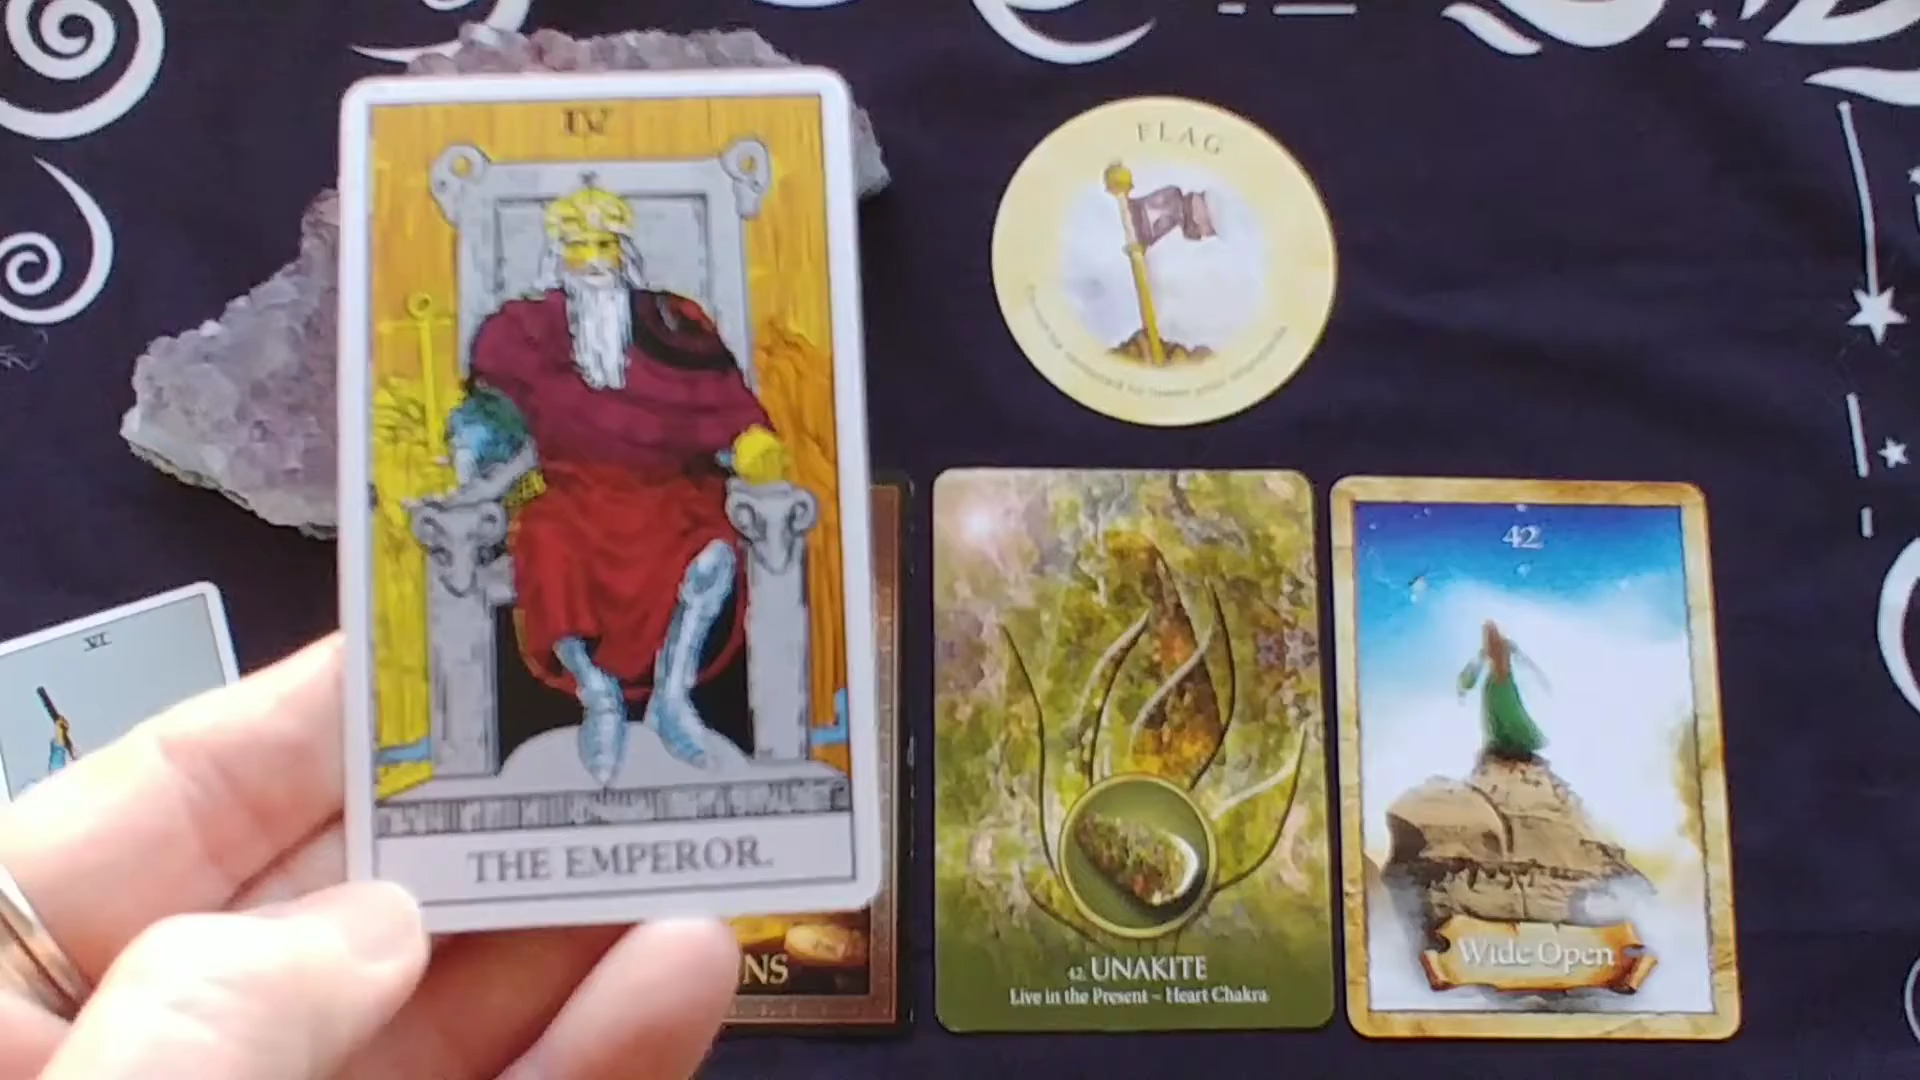 IV
THE EMPEROR.
FLAG
VI
NS
42. UNAKITE
Live in the Present – Heart Chakra
42
Wide Open